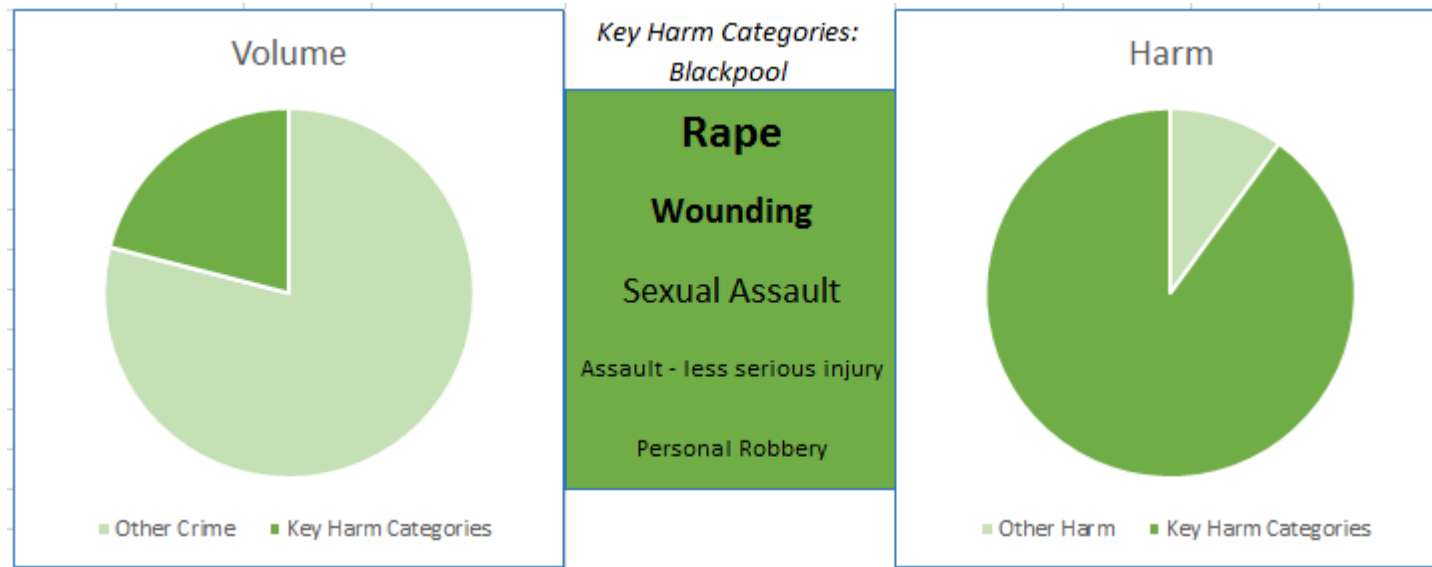 Volume
Other Crime
Key Harm Categories
Key Harm Categories:
Blackpool
Rape
Wounding
Sexual Assault
Assault - less serious injury
Personal Robbery
Harm
Other Harm
Key Harm Categories